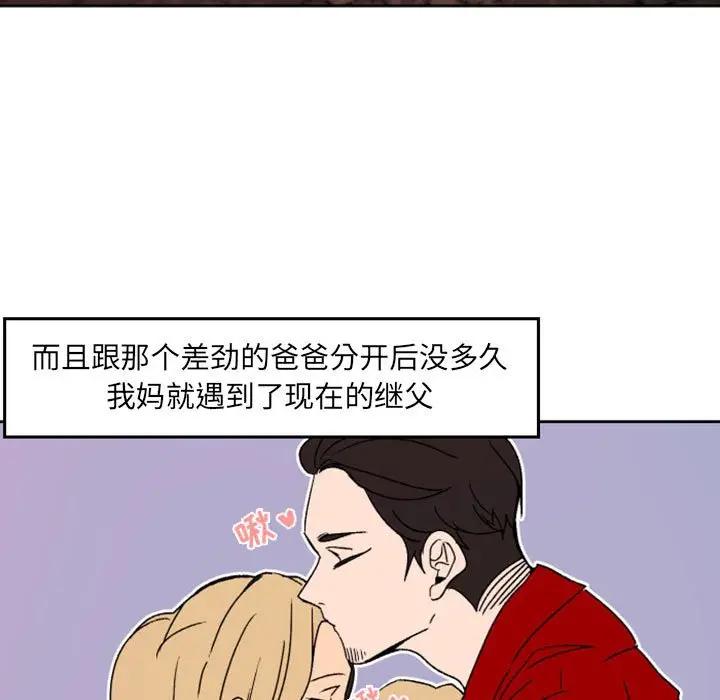 而且跟那个差劲的爸爸分开后没多久
我妈就遇到了现在的继父
啾
啾